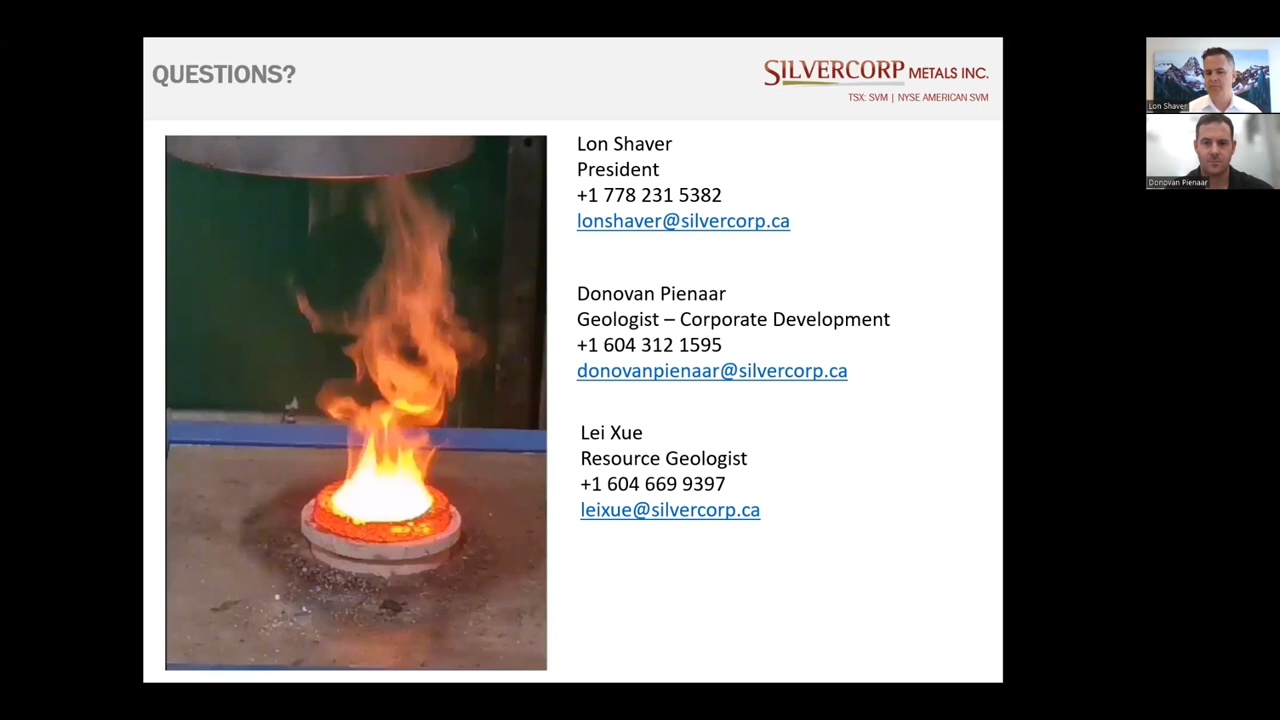 QUESTIONS?
SILVERCORP METALS INC.
TSX: SVM | NYSE AMERICAN SVM
Lon Shaver
President
+1 778 231 5382
lonshaver@silvercorp.ca
Donovan Pienaar
Geologist – Corporate Development
+1 604 312 1595
donovanpienaar@silvercorp.ca
Lei Xue
Resource Geologist
+1 604 669 9397
leixue@silvercorp.ca
Lon Shaver
Donovan Pienaar